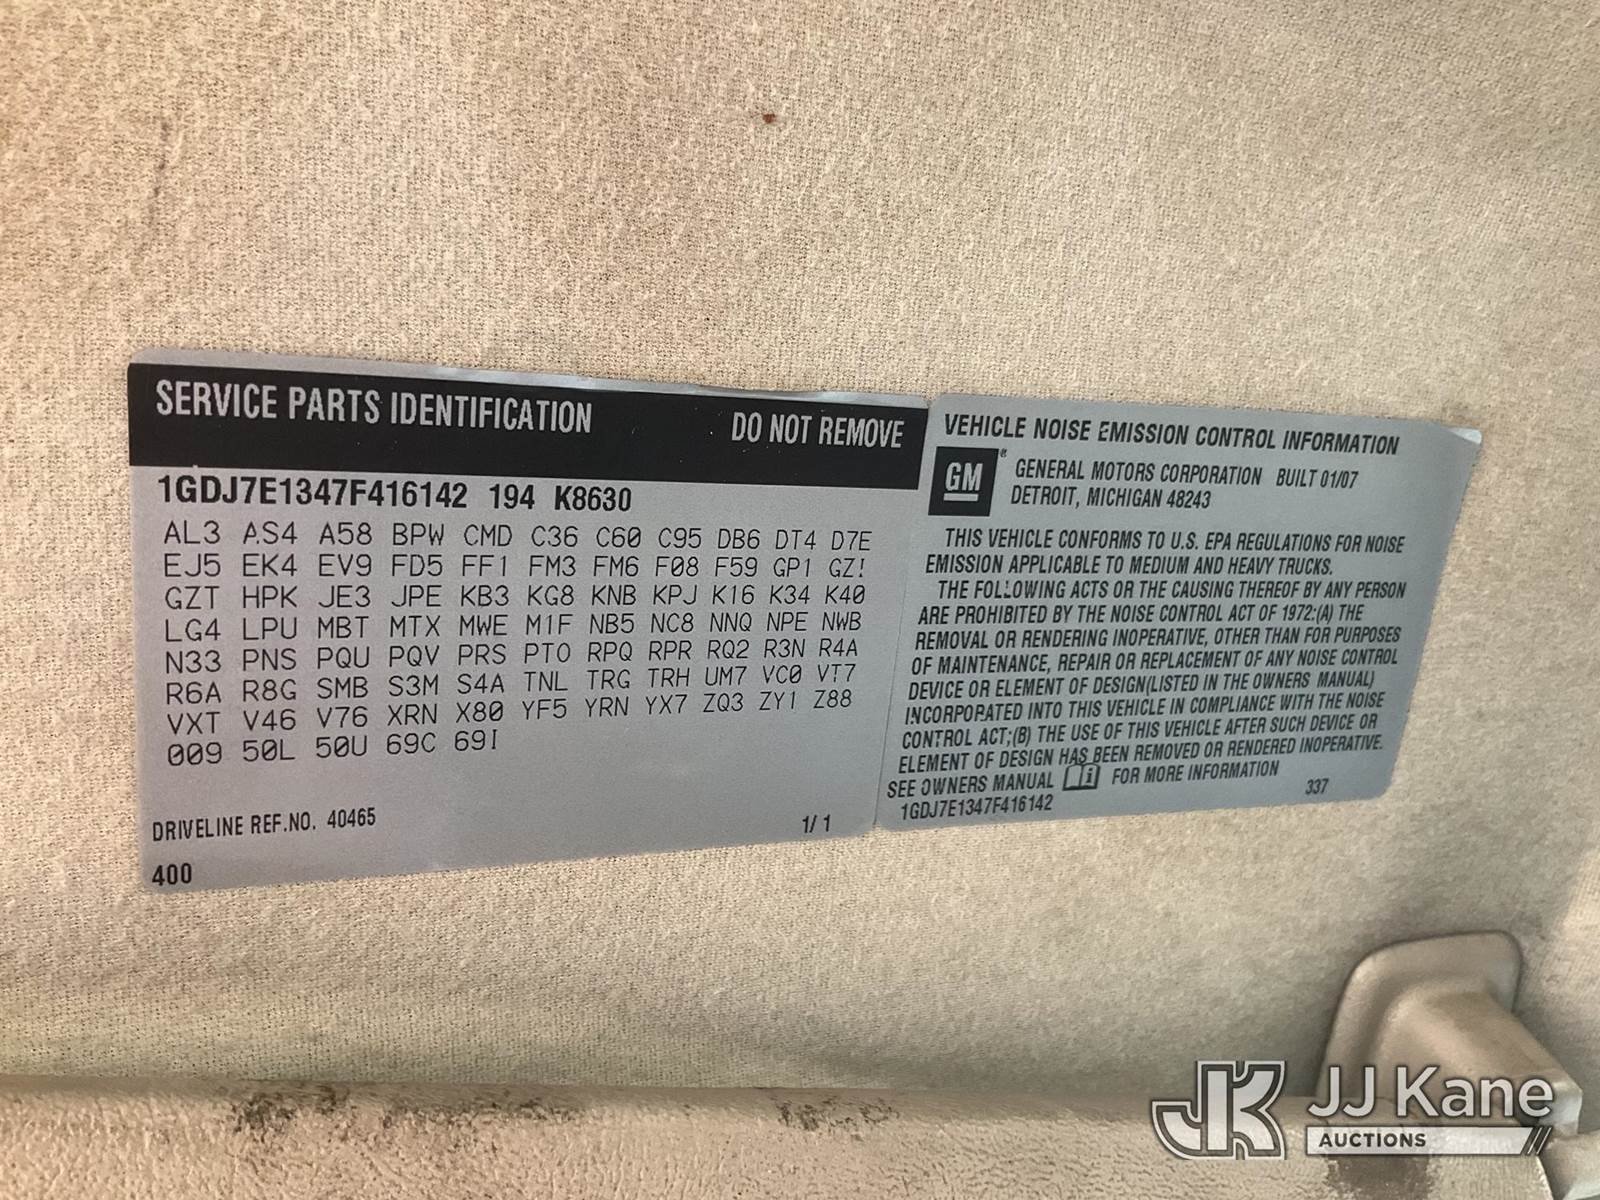 SERVICE PARTS IDENTIFICATION DO NOT REMOVE
1GDJ7E1347F416142 194 K8630
AL3 AS4 A58 BPW CMD C36 C60 C95 DB6 DT4 D7E
EJ5 EK4 EV9 FD5 FF1 FM3 FM6 F08 F59 GP1
GZT HPK JE3 JPE KB3 KG8 KNB KPJ K16 K34 K40
LG4 LPU MBT MTX MWE M1F NB5 NC8 NNQ NPE NWB
N33 PNS PQU PQV PRS PTO RPQ RPR RQ2 R3N R4A
R6A R8G SMB S3M S4A TNL TRG TRH UM7 VC0 VT7
VXT V46 V76 XRN X80 YF5 YRN YX7 ZQ3 ZY1 Z88
009 50L 50U 69C 69I
DRIVELINE REF.NO. 40465 1/1
400
VEHICLE NOISE EMISSION CONTROL INFORMATION
GM ®
GENERAL MOTORS CORPORATION BUILT 01/07
DETROIT, MICHIGAN 48243
THIS VEHICLE CONFORMS TO U.S. EPA REGULATIONS FOR NOISE
EMISSION APPLICABLE TO MEDIUM AND HEAVY TRUCKS.
THE FOLLOWING ACTS OR THE CAUSING THEREOF BY ANY PERSON
ARE PROHIBITED BY THE NOISE CONTROL ACT OF 1972:(A) THE
REMOVAL OR RENDERING INOPERATIVE, OTHER THAN FOR PURPOSES
OF MAINTENANCE, REPAIR OR REPLACEMENT OF ANY NOISE CONTROL
DEVICE OR ELEMENT OF DESIGN(LISTED IN THE OWNERS MANUAL)
INCORPORATED INTO THIS VEHICLE IN COMPLIANCE WITH THE NOISE
CONTROL ACT;(B) THE USE OF THIS VEHICLE AFTER SUCH DEVICE OR
ELEMENT OF DESIGN HAS BEEN REMOVED OR RENDERED INOPERATIVE.
SEE OWNERS MANUAL i FOR MORE INFORMATION
1GDJ7E1347F416142 337
JK JJ Kane
AUCTIONS